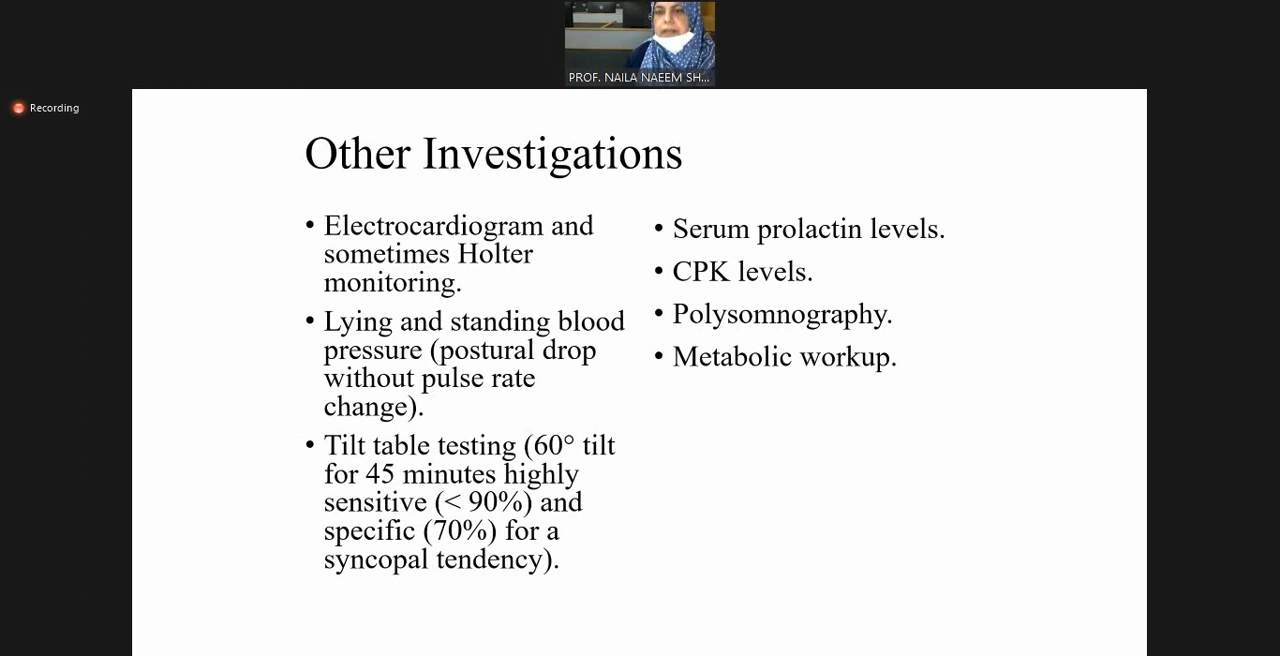 PROF. NAILA NAEEM SH...
Recording
Other Investigations
• Electrocardiogram and
sometimes Holter
monitoring.
• Lying and standing blood
pressure (postural drop
without pulse rate
change).
• Tilt table testing (60° tilt
for 45 minutes highly
sensitive (< 90%) and
specific (70%) for a
syncopal tendency).
• Serum prolactin levels.
• CPK levels.
• Polysomnography.
• Metabolic workup.